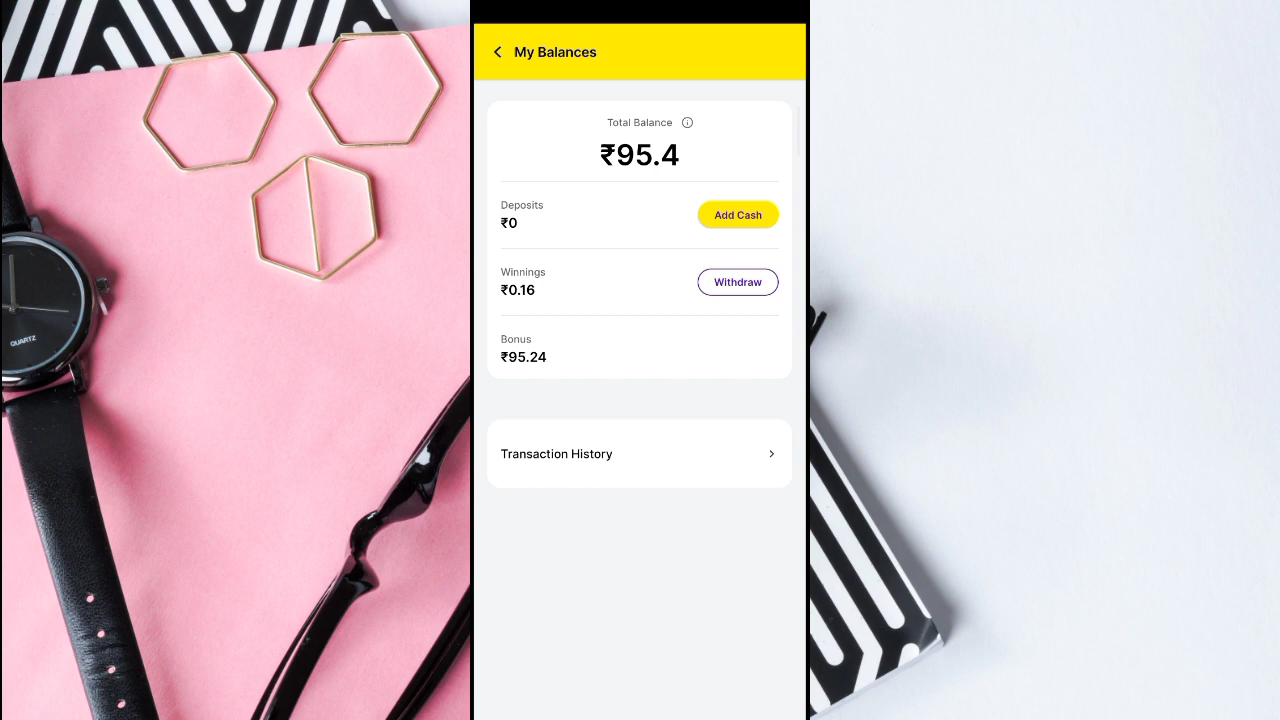 My Balances
Total Balance
₹95.4
Deposits
₹0
Add Cash
Winnings
₹0.16
Withdraw
Bonus
₹95.24
Transaction History
QUARTZ